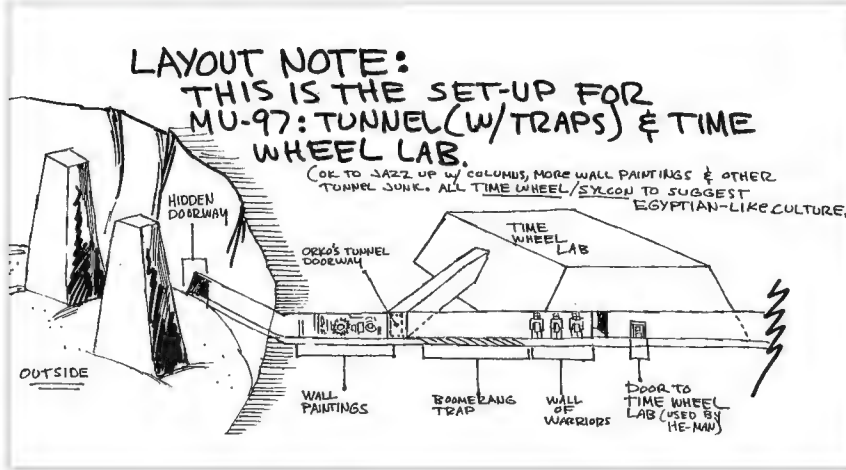 LAYOUT NOTE:
THIS IS THE SET-UP FOR
MU-97: TUNNEL (W/TRAPS) & TIME
WHEEL LAB.
(OK TO JAZZ UP W/ COLUMNS, MORE WALL PAINTINGS & OTHER
TUNNEL JUNK. ALL TIME WHEEL/SYLCON TO SUGGEST
EGYPTIAN-LIKE CULTURE.
HIDDEN
DOORWAY
ORKO'S TUNNEL
DOORWAY
TIME
WHEEL
LAB
OUTSIDE
WALL
PAINTINGS
BOOMERANG
TRAP
WALL
OF
WARRIORS
DOOR TO
TIME WHEEL
LAB (USED BY
HE-MAN)